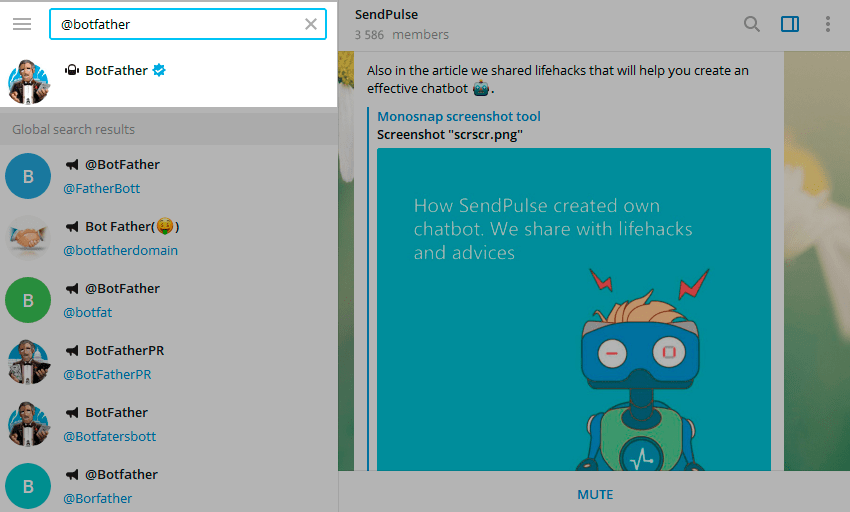 @botfather
BotFather
Global search results
B
@BotFather
@FatherBott
Bot Father(🤑)
@botfatherdomain
B
@BotFather
@botfat
BotFatherPR
@BotFatherPR
BotFather
@Botfatersbott
B
@Botfather
@Borfather
SendPulse
3 586 members
Also in the article we shared lifehacks that will help you create an
effective chatbot 🤖.
Monosnap screenshot tool
Screenshot "scrscr.png"
How SendPulse created own
chatbot. We share with lifehacks
and advices
MUTE